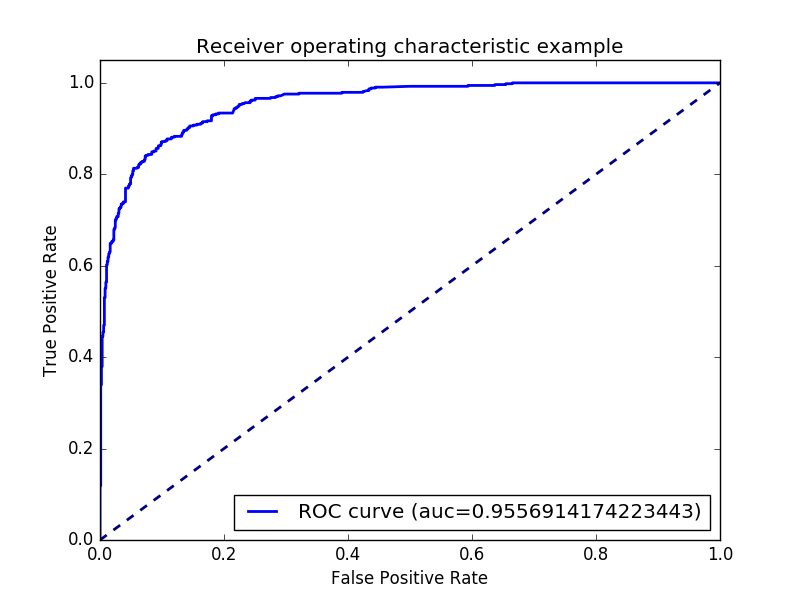 Receiver operating characteristic example
1.0
0.8
0.6
0.4
0.2
0.0
True Positive Rate
ROC curve (auc=0.9556914174223443)
0.0 0.2 0.4 0.6 0.8 1.0
False Positive Rate